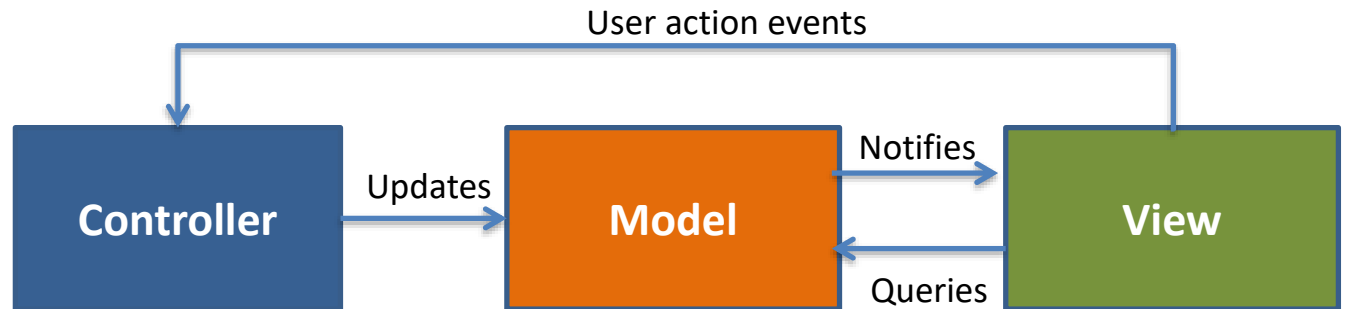 User action events
Notifies
Updates
Controller
Model
View
Queries